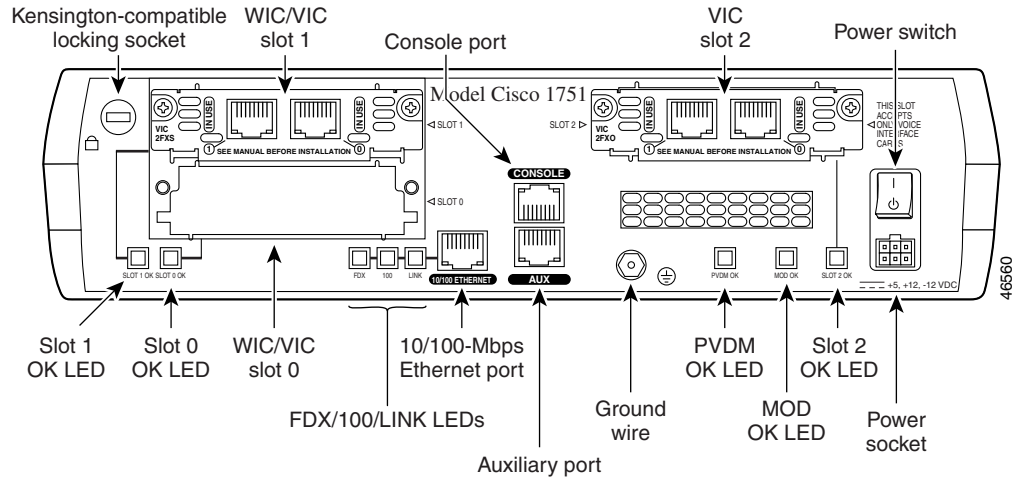 Kensington-compatible
locking socket
WIC/VIC
slot 1
Console port
VIC
slot 2
Power switch
Model Cisco 1751
IN USE
IN USE
VIC
2FXS
1 SEE MANUAL BEFORE INSTALLATION 0
SLOT 1
SLOT 2
IN USE
IN USE
VIC
2FXO
1 SEE MANUAL BEFORE INSTALLATION 0
THIS SLOT
ACCEPTS
ONLY VOICE
INTERFACE
CARDS
SLOT 0
CONSOLE
AUX
SLOT 1 OK
SLOT 0 OK
FDX
100
LINK
10/100 ETHERNET
PVDM OK
MOD OK
SLOT 2 OK
+5, +12, -12 VDC
46560
Slot 1
OK LED
Slot 0
OK LED
WIC/VIC
slot 0
10/100-Mbps
Ethernet port
PVDM
OK LED
Slot 2
OK LED
FDX/100/LINK LEDs
Ground
wire
MOD
OK LED
Power
socket
Auxiliary port